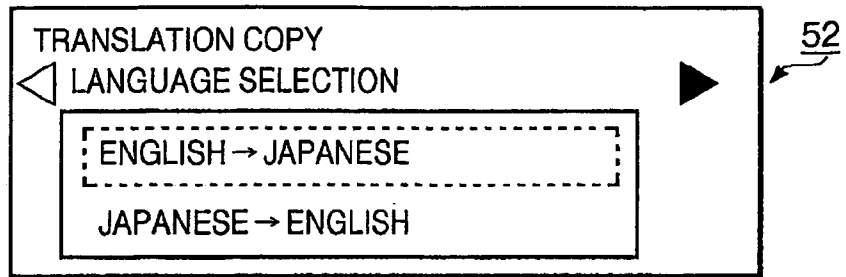 TRANSLATION COPY
LANGUAGE SELECTION
ENGLISH→JAPANESE
JAPANESE→ENGLISH
52